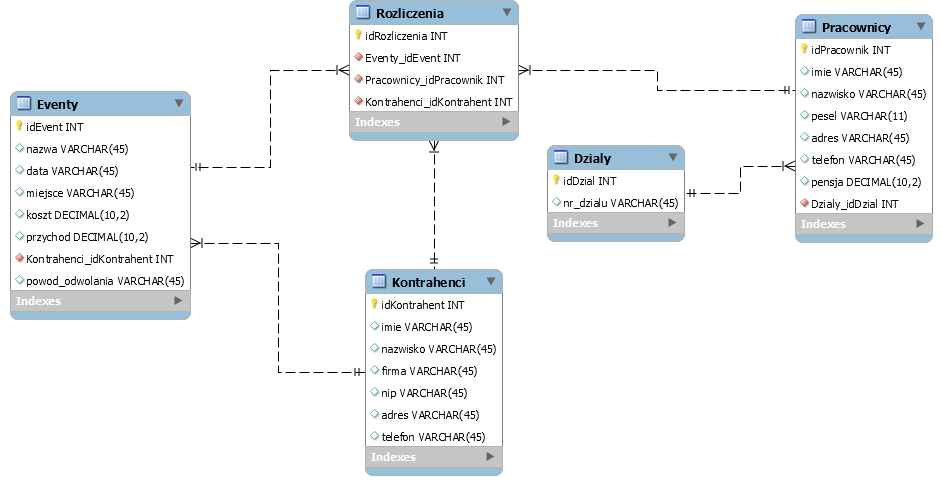 Rozliczenia
idRozliczenia INT
Eventy_idEvent INT
Pracownicy_idPracownik INT
Kontrahenci_idKontrahent INT
Indexes
Pracownicy
idPracownik INT
imie VARCHAR(45)
nazwisko VARCHAR(45)
pesel VARCHAR(11)
adres VARCHAR(45)
telefon VARCHAR(45)
pensja DECIMAL(10,2)
Dzialy_idDzial INT
Indexes
Eventy
idEvent INT
nazwa VARCHAR(45)
data VARCHAR(45)
miejsce VARCHAR(45)
koszt DECIMAL(10,2)
przychod DECIMAL(10,2)
Kontrahenci_idKontrahent INT
powod_odwolania VARCHAR(45)
Indexes
Dzialy
idDzial INT
nr_dzialu VARCHAR(45)
Indexes
Kontrahenci
idKontrahent INT
imie VARCHAR(45)
nazwisko VARCHAR(45)
firma VARCHAR(45)
nip VARCHAR(45)
adres VARCHAR(45)
telefon VARCHAR(45)
Indexes